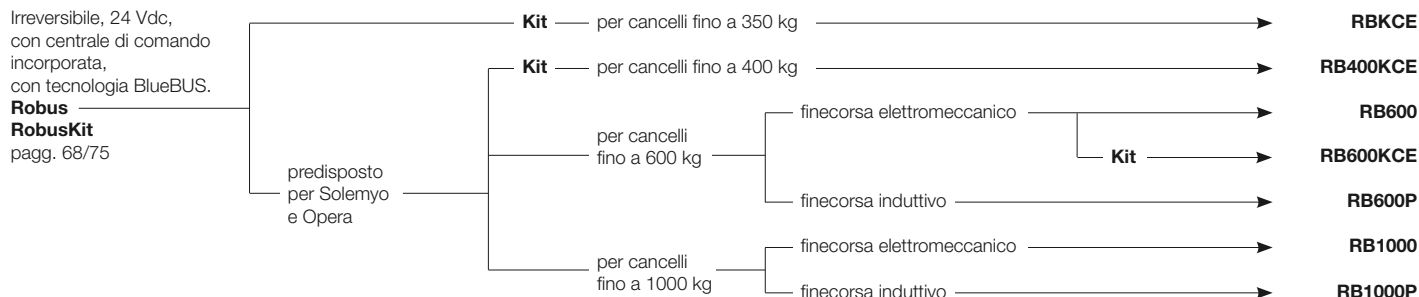 Irreversibile, 24 Vdc,
con centrale di comando
incorporata,
con tecnologia BlueBUS.
Robus
RobusKit
pagg. 68/75
Kit per cancelli fino a 350 kg RBKCE
predisposto
per Solemyo
e Opera
Kit per cancelli fino a 400 kg RB400KCE
per cancelli
fino a 600 kg
finecorsa elettromeccanico RB600
Kit RB600KCE
finecorsa induttivo RB600P
per cancelli
fino a 1000 kg
finecorsa elettromeccanico RB1000
finecorsa induttivo RB1000P